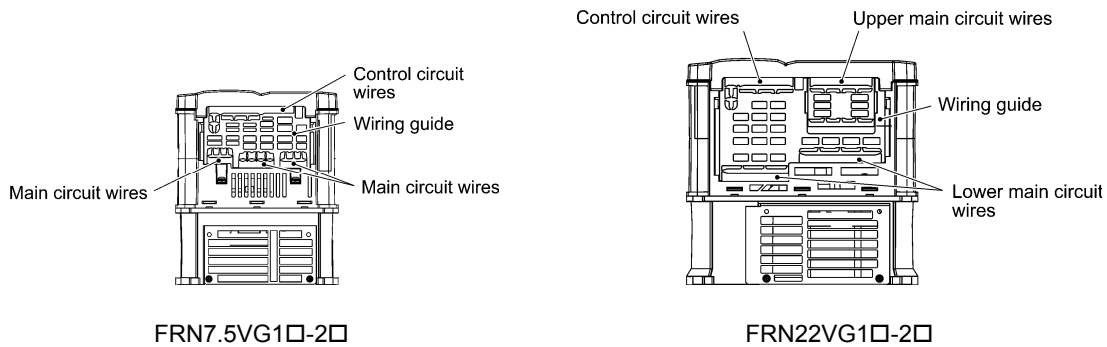 Control circuit
wires
Wiring guide
Main circuit wires
Main circuit wires
FRN7.5VG1□-2□
Control circuit wires
Upper main circuit wires
Wiring guide
Lower main circuit
wires
FRN22VG1□-2□